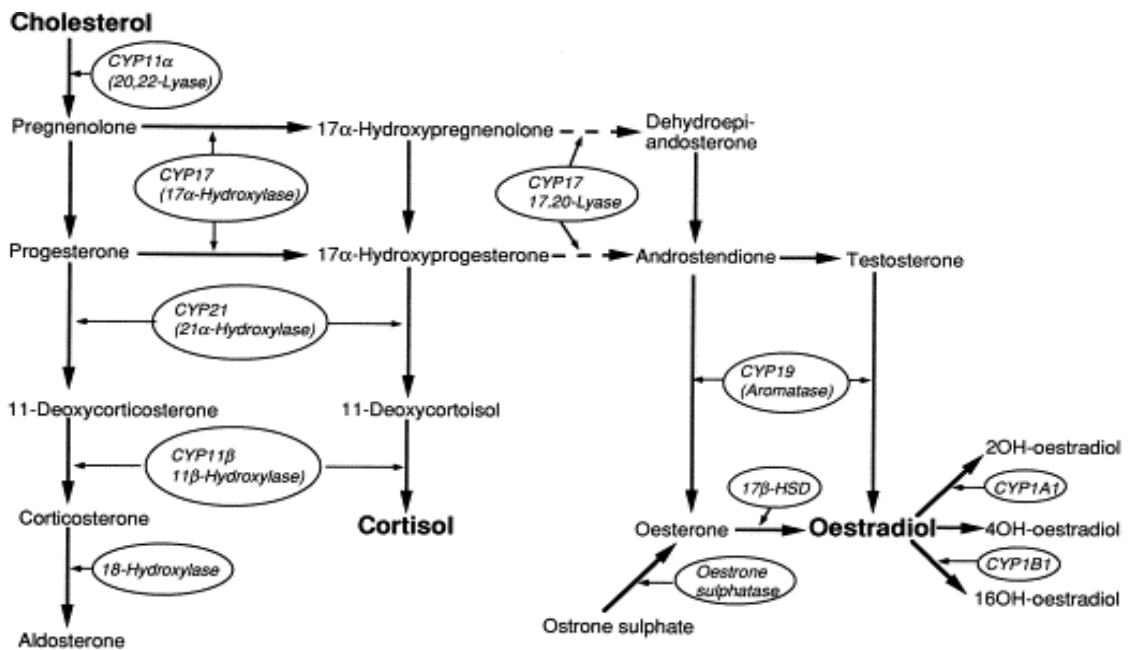 Cholesterol
CYP11α
(20,22-Lyase)
Pregnenolone
17α-Hydroxypregnenolone
Dehydroepi-
andosterone
CYP17
(17α-Hydroxylase)
CYP17
17,20-Lyase
Progesterone
17α-Hydroxyprogesterone
Androstendione
Testosterone
CYP21
(21α-Hydroxylase)
CYP19
(Aromatase)
11-Deoxycorticosterone
11-Deoxycortoisol
CYP11β
11β-Hydroxylase)
2OH-oestradiol
17β-HSD
CYP1A1
Corticosterone
Cortisol
Oesterone
Oestradiol
4OH-oestradiol
CYP1B1
18-Hydroxylase
Oestrone
sulphatase
16OH-oestradiol
Ostrone sulphate
Aldosterone